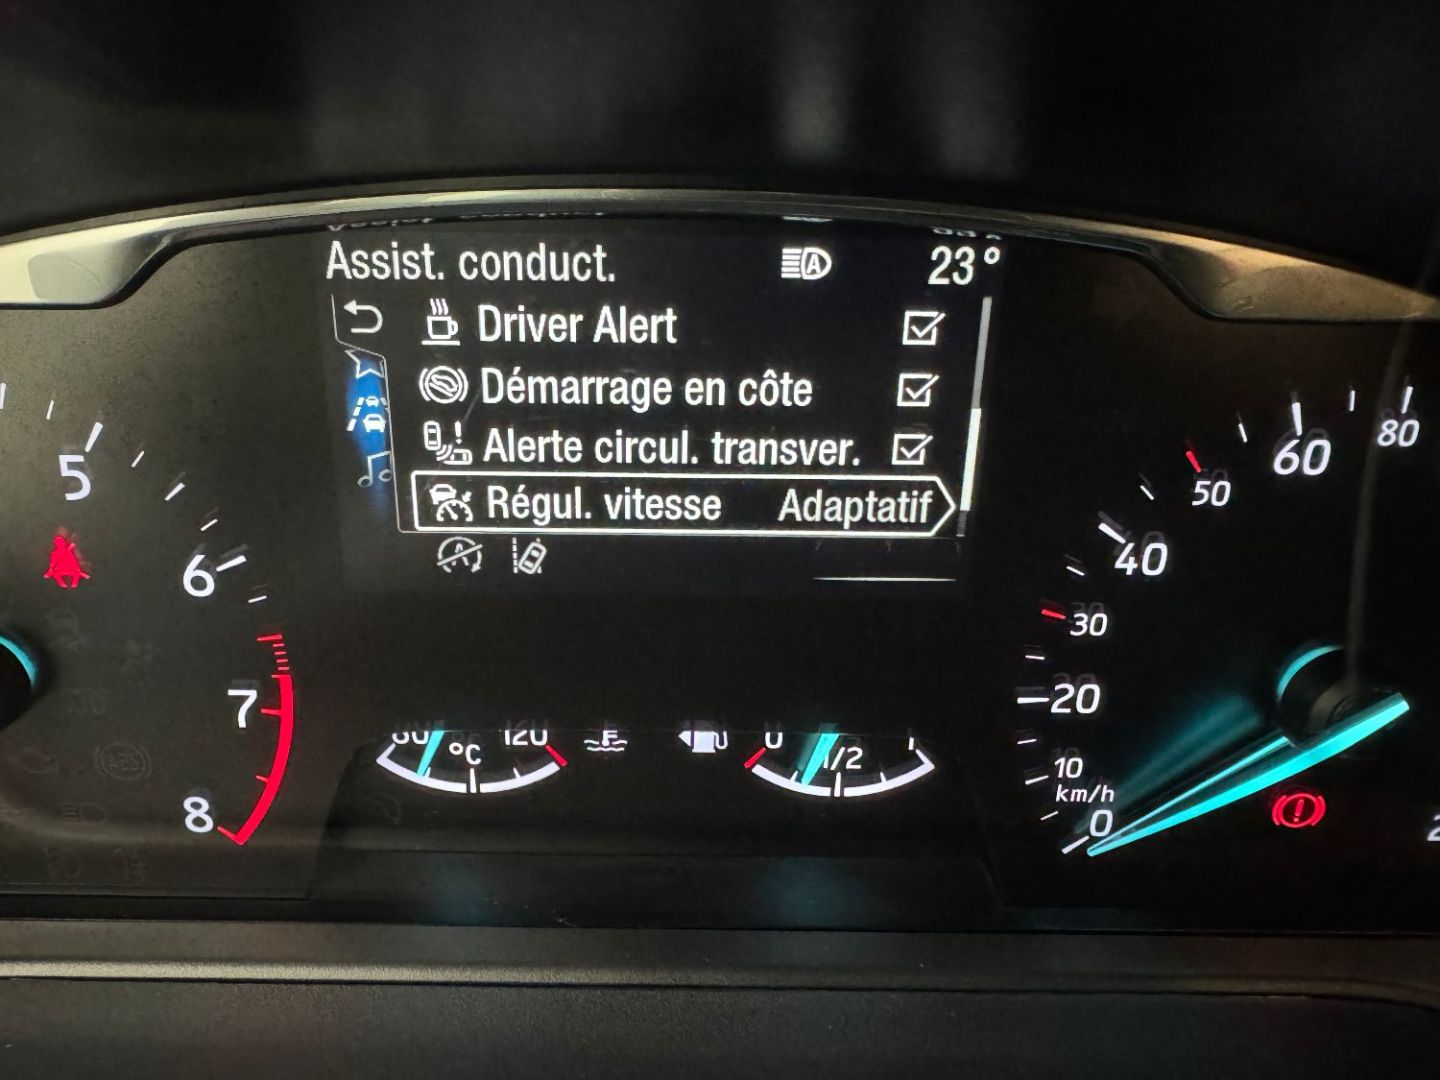 Assist. conduct. A 23°
Driver Alert
Démarrage en côte
Alerte circul. transver.
Régul. vitesse Adaptatif
A
5
6
7
8
60 120
°C
0 1/2 1
80
60
50
40
30
20
10
km/h
0